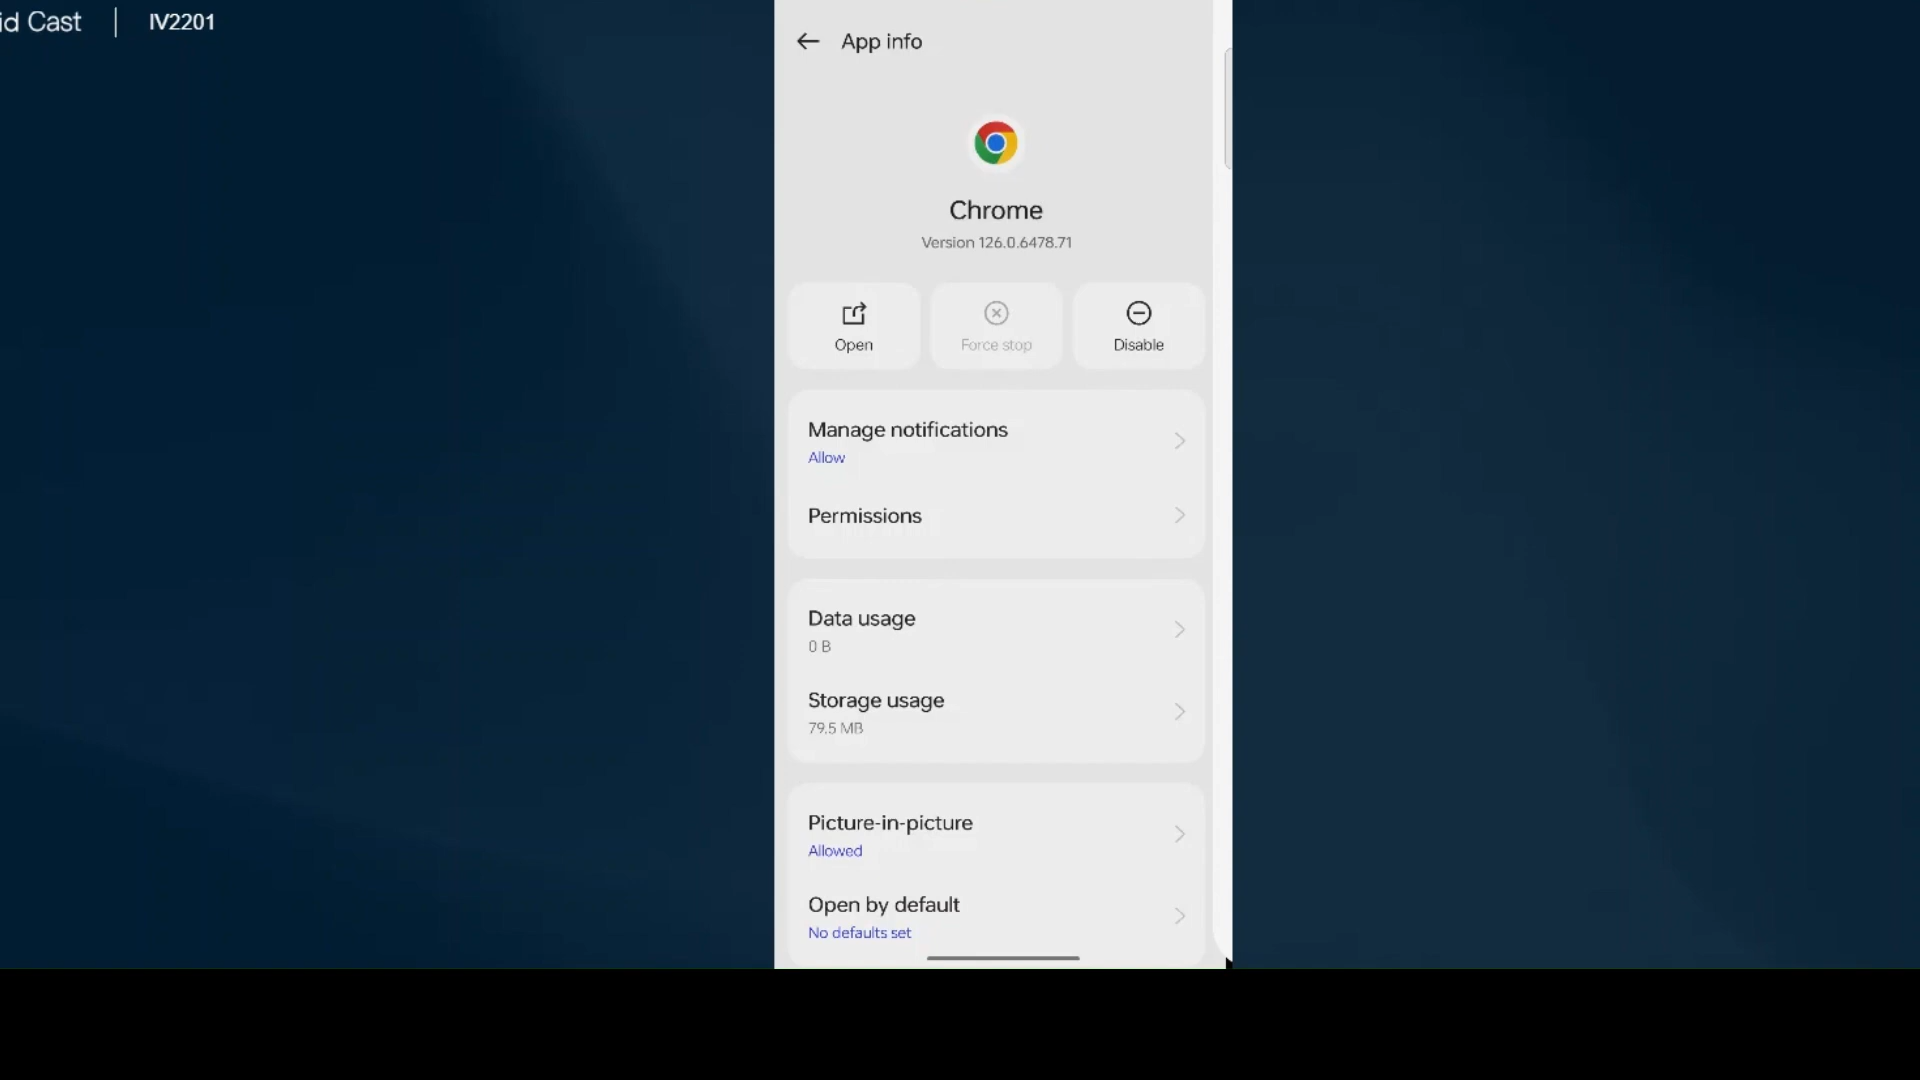 id Cast | IV2201
App info
Chrome
Version 126.0.6478.71
Open
Force stop
Disable
Manage notifications
Allow
Permissions
Data usage
0 B
Storage usage
79.5 MB
Picture-in-picture
Allowed
Open by default
No defaults set